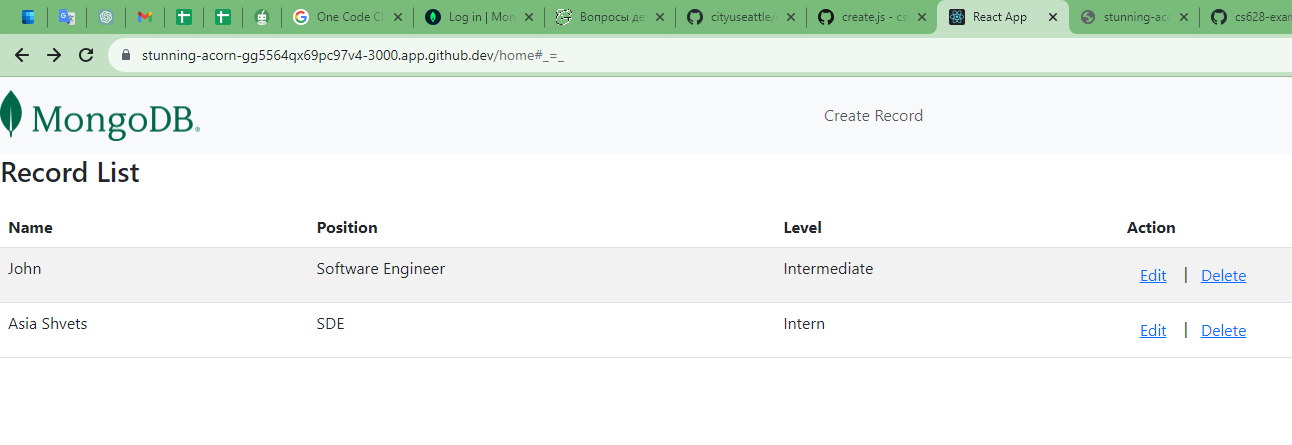 One Code Cl
Log in | Mon
Вопросы де
cityuseattle/
create.js - cs
React App
stunning-aco
cs628-exam
stunning-acorn-gg5564qx69pc97v4-3000.app.github.dev/home#_=_
MongoDB®
Create Record
Record List
Name Position Level Action
John Software Engineer Intermediate Edit | Delete
Asia Shvets SDE Intern Edit | Delete